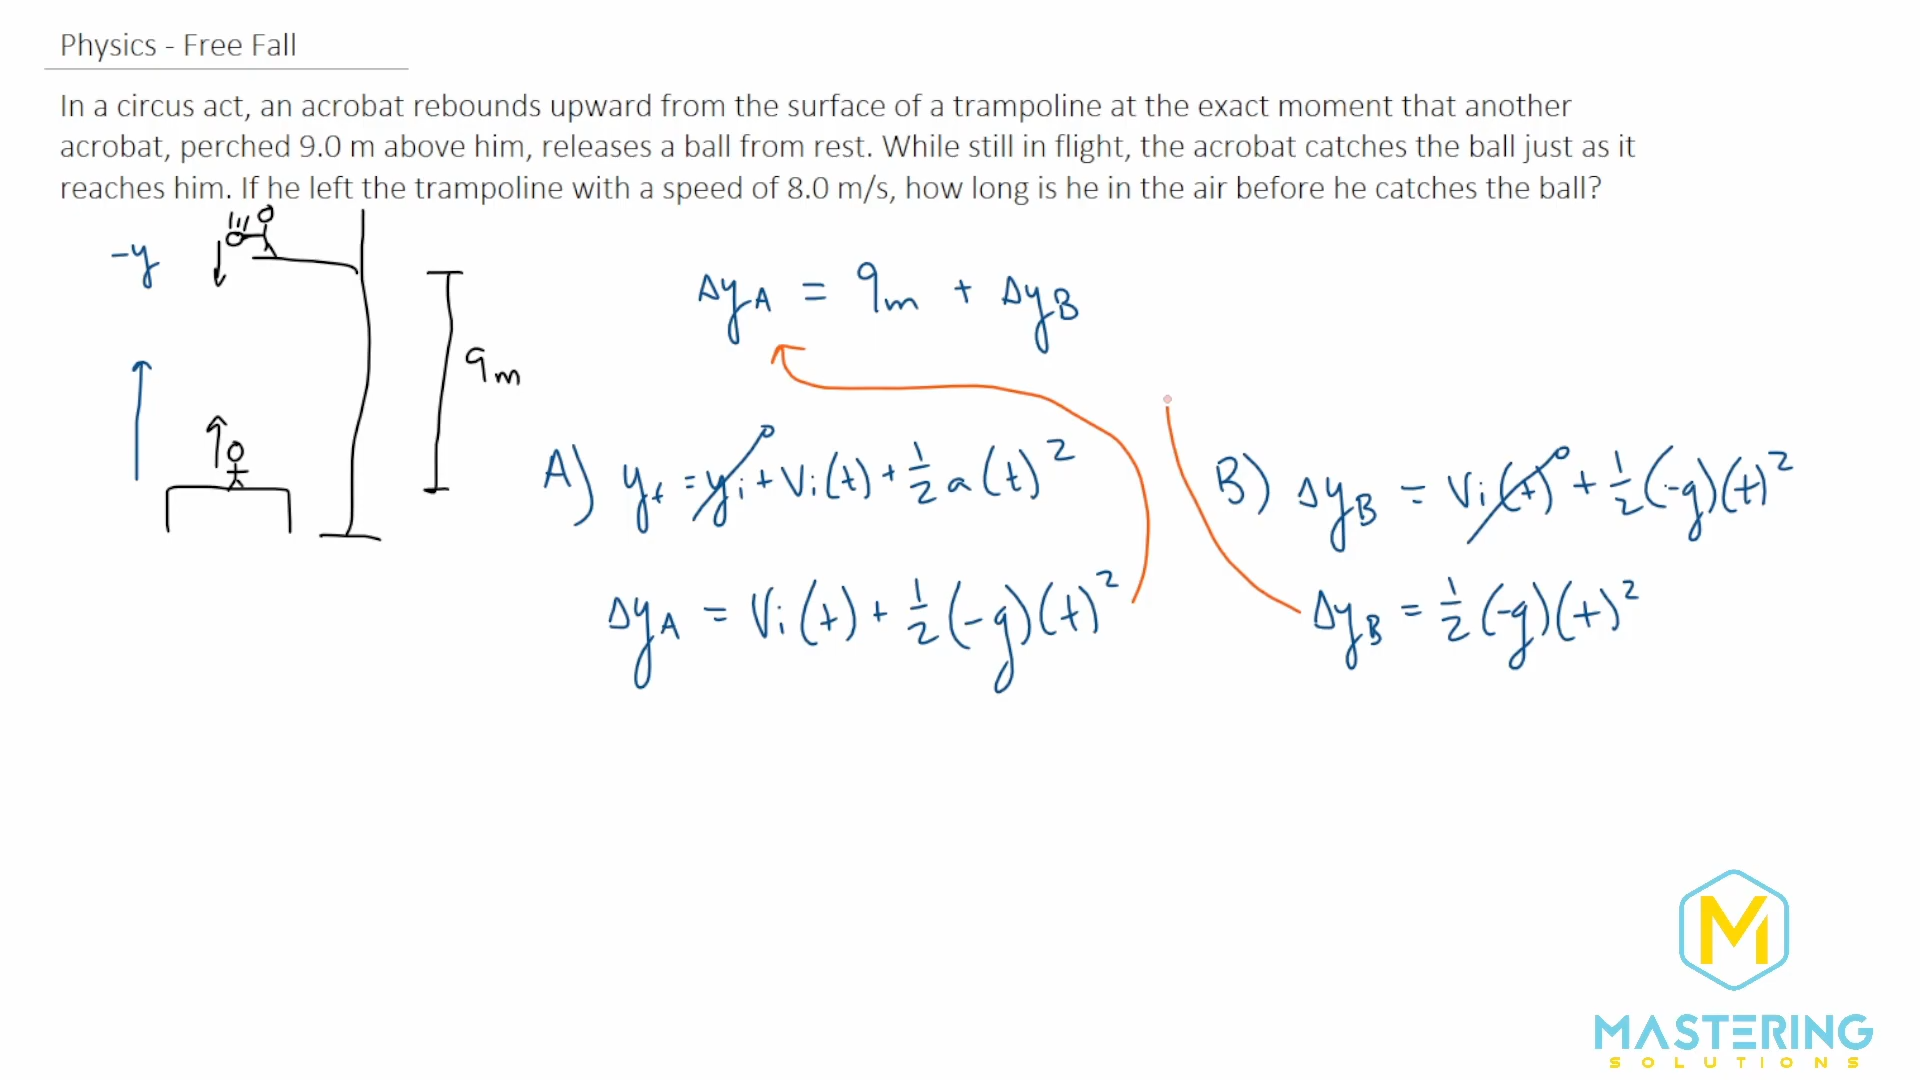 Physics - Free Fall
In a circus act, an acrobat rebounds upward from the surface of a trampoline at the exact moment that another
acrobat, perched 9.0 m above him, releases a ball from rest. While still in flight, the acrobat catches the ball just as it
reaches him. If he left the trampoline with a speed of 8.0 m/s, how long is he in the air before he catches the ball?
-y
Δy_A = 9m + Δy_B
9m
A) y_f = y_i + V_i(t) + 1/2 a(t)^2
B) Δy_B = V_i(t)^0 + 1/2(-g)(t)^2
Δy_A = V_i(t) + 1/2(-g)(t)^2
Δy_B = 1/2(-g)(t)^2
M
MASTERING
SOLUTIONS